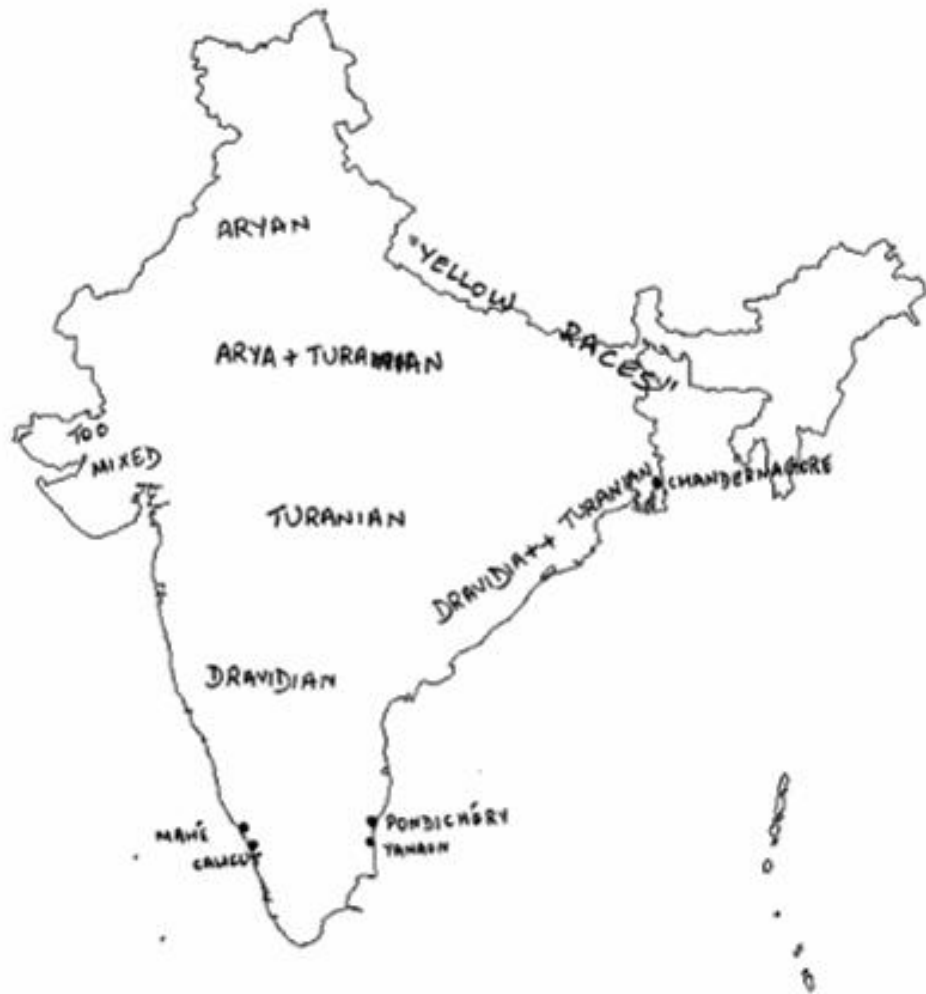 ARYAN
"YELLOW RACES"
ARYA + TURANIAN
TOO
MIXED
TURANIAN
DRAVIDIA++ TURANIAN
CHANDERNAGORE
DRAVIDIAN
MAHÉ
CALICUT
PONDICHÉRY
YANAON